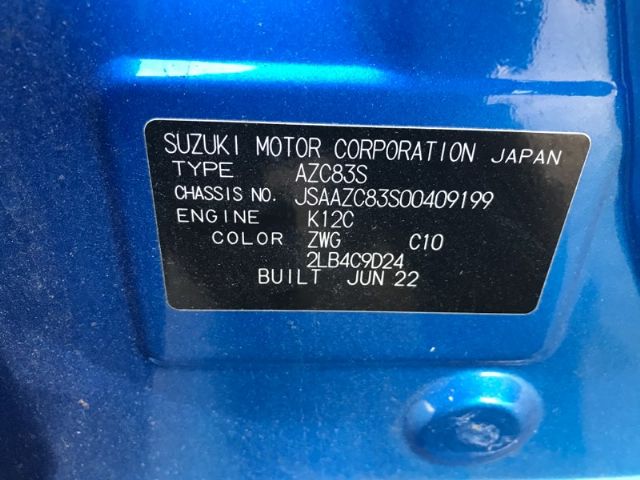 SUZUKI MOTOR CORPORATION JAPAN
TYPE AZC83S
CHASSIS NO. JSAAZC83S00409199
ENGINE K12C
COLOR ZWG C10
2LB4C9D24
BUILT JUN 22